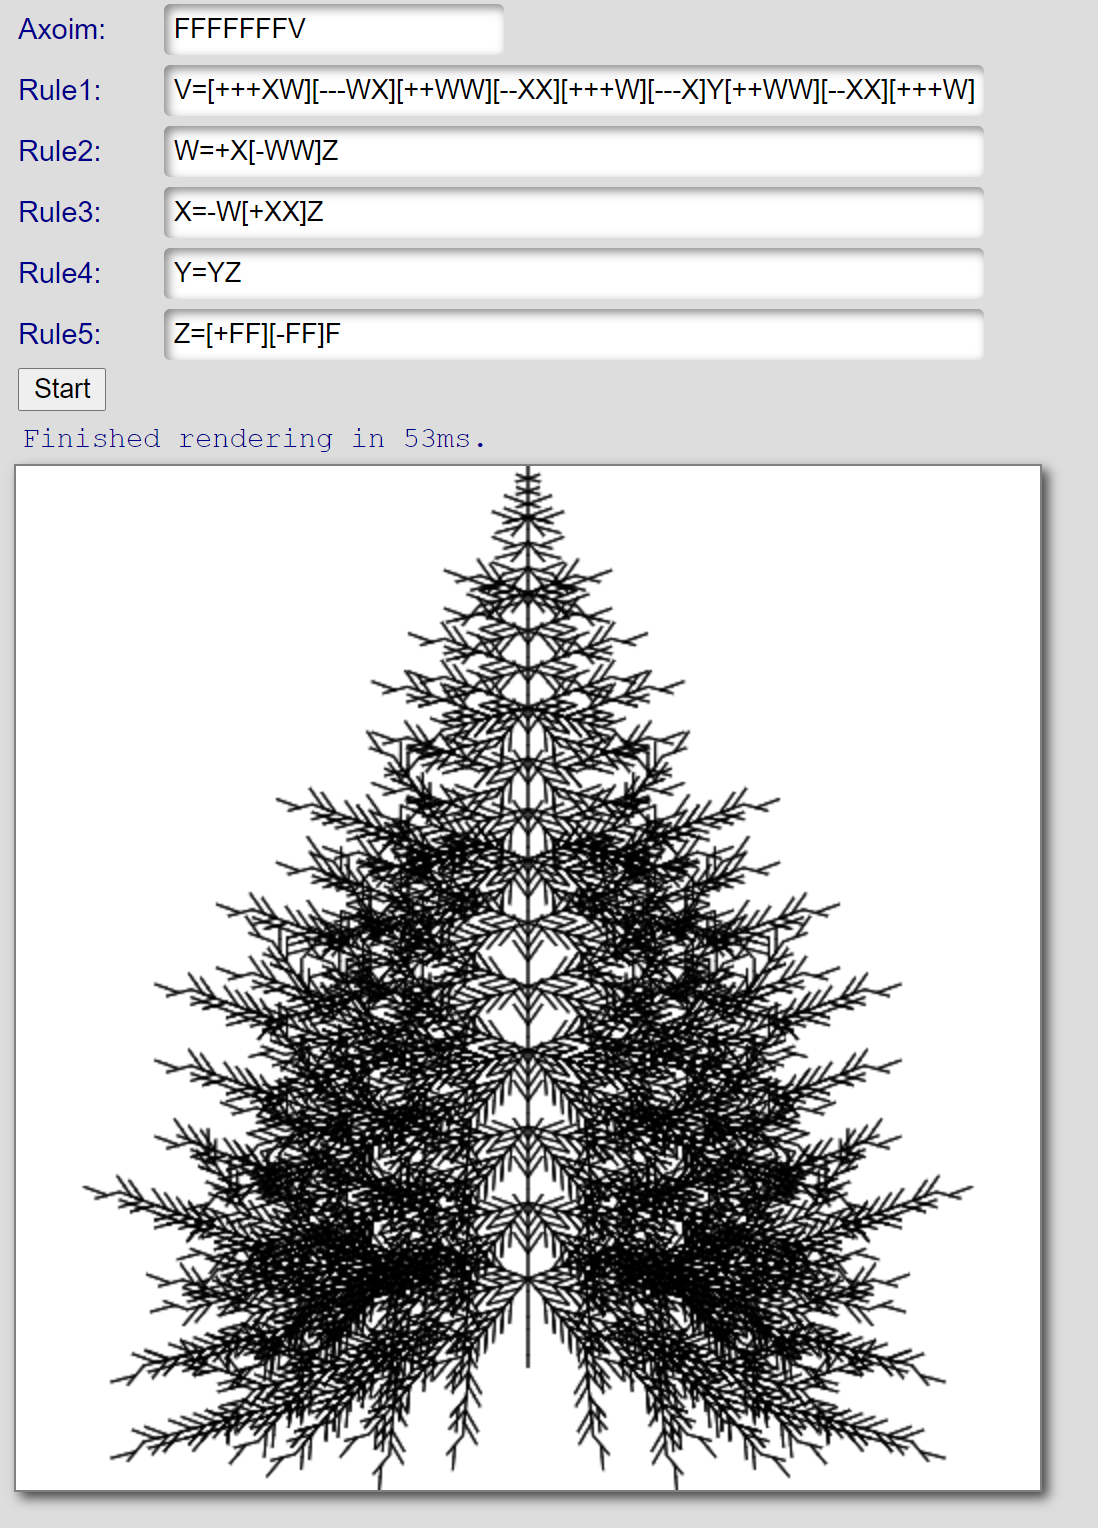 Axoim: FFFFFFFV
Rule1: V=[+++XW][---WX][++WW][--XX][+++W][---X]Y[++WW][--XX][+++W]
Rule2: W=+X[-WW]Z
Rule3: X=-W[+XX]Z
Rule4: Y=YZ
Rule5: Z=[+FF][-FF]F
Start
Finished rendering in 53ms.